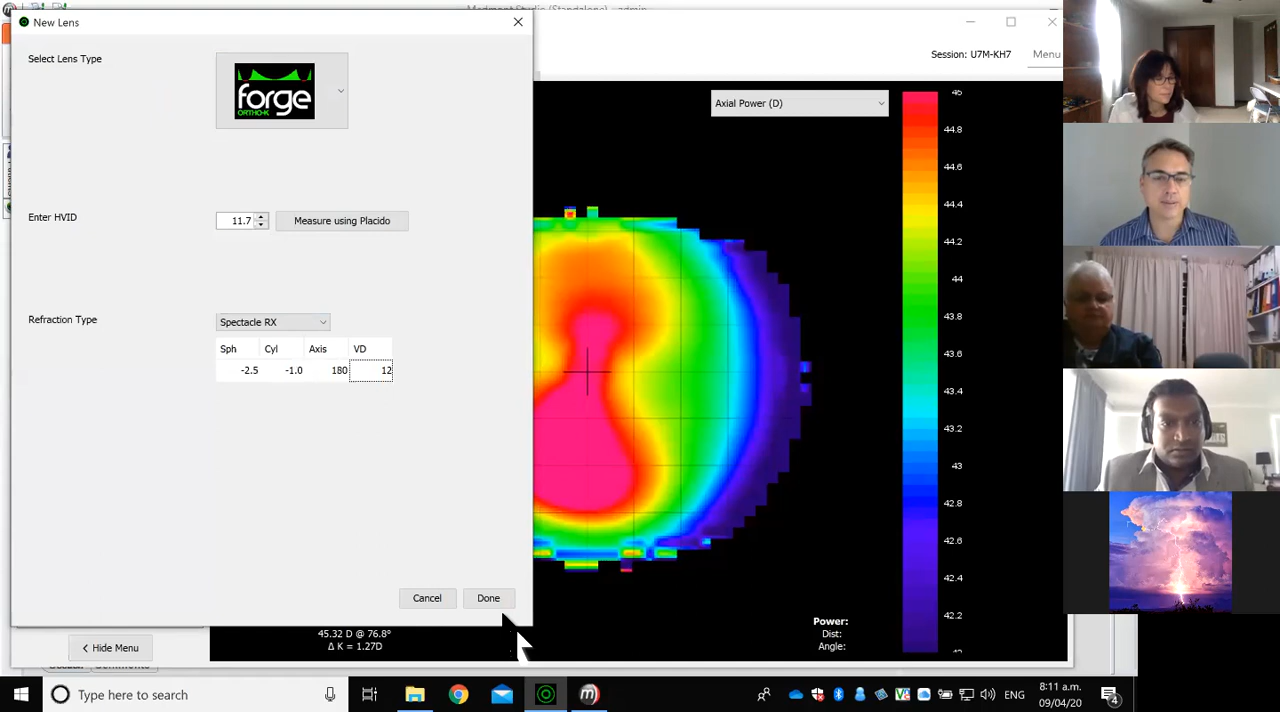 New Lens
Medmont Studio (Standalone) - admin
Select Lens Type
forge
ORTHO-K
Session: U7M-KH7
Menu
Axial Power (D)
45
44.8
44.6
44.4
44.2
44
43.8
43.6
43.4
43.2
43
42.8
42.6
42.4
42.2
Enter HVID
11.7
Measure using Placido
Refraction Type
Spectacle RX
Sph Cyl Axis VD
-2.5 -1.0 180 12
Cancel Done
Hide Menu
45.32 D @ 76.8°
Δ K = 1.27D
Power:
Dist:
Angle:
Type here to search
ENG
8:11 a.m.
09/04/20
4